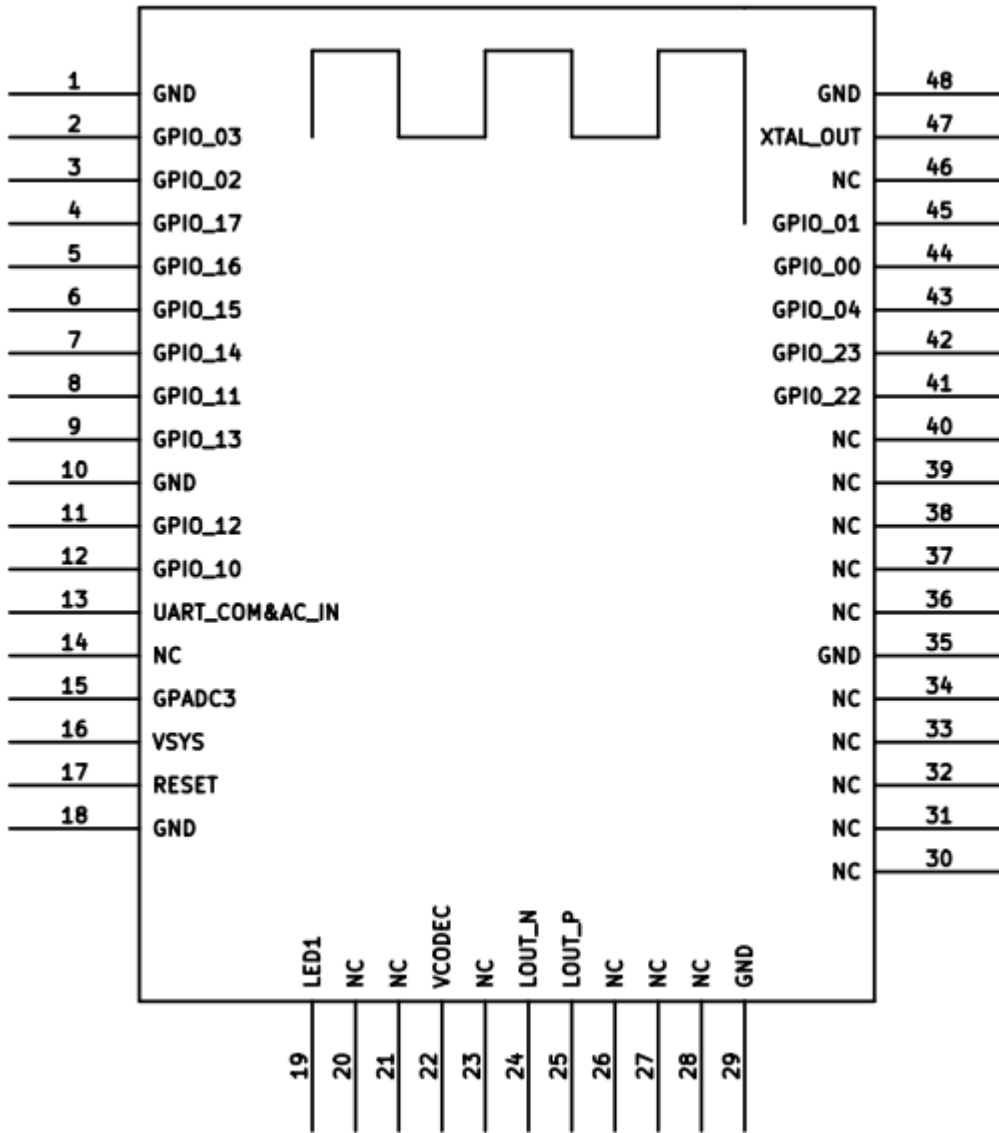 1 GND
2 GPIO_03
3 GPIO_02
4 GPIO_17
5 GPIO_16
6 GPIO_15
7 GPIO_14
8 GPIO_11
9 GPIO_13
10 GND
11 GPIO_12
12 GPIO_10
13 UART_COM&AC_IN
14 NC
15 GPADC3
16 VSYS
17 RESET
18 GND
LED1 19
NC 20
NC 21
VCODEC 22
NC 23
LOUT_N 24
LOUT_P 25
NC 26
NC 27
NC 28
GND 29
GND 48
XTAL_OUT 47
NC 46
GPIO_01 45
GPI0_00 44
GPIO_04 43
GPIO_23 42
GPI0_22 41
NC 40
NC 39
NC 38
NC 37
NC 36
GND 35
NC 34
NC 33
NC 32
NC 31
NC 30